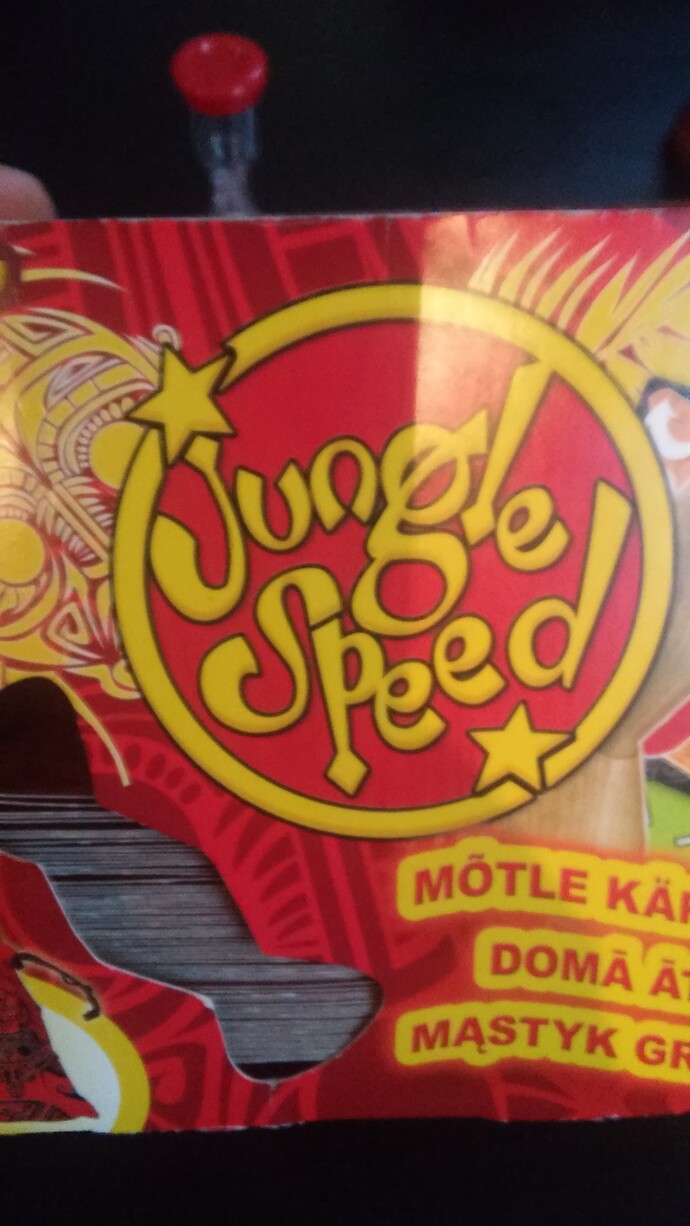 Jungle
Speed
MÕTLE KÄ
DOMĀ ĀT
MĄSTYK GR